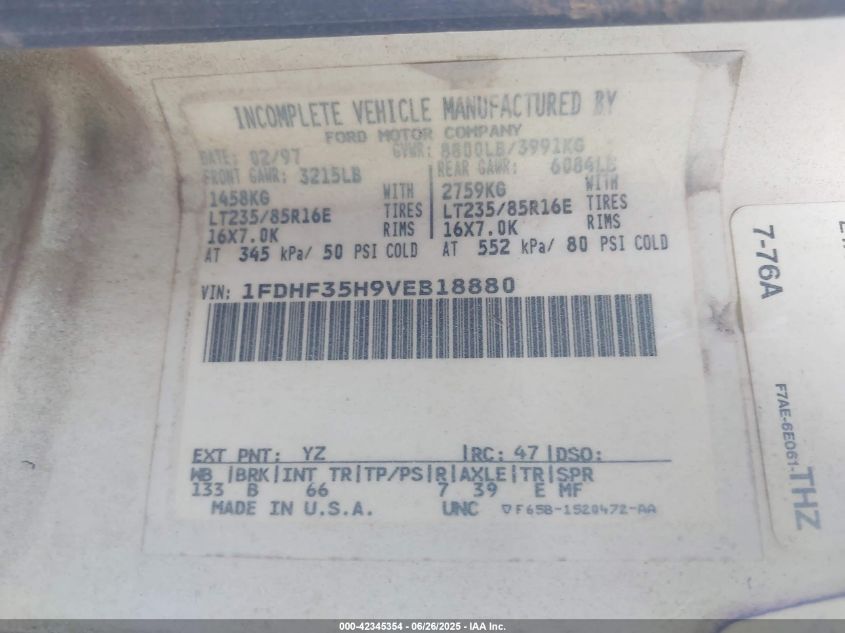 INCOMPLETE VEHICLE MANUFACTURED BY
FORD MOTOR COMPANY
DATE: 02/97 GVWR: 8800LB/3991KG
FRONT GAWR: 3215LB REAR GAWR: 6084LB
1458KG WITH 2759KG WITH
LT235/85R16E TIRES LT235/85R16E TIRES
16X7.0K RIMS 16X7.0K RIMS
AT 345 kPa/ 50 PSI COLD AT 552 kPa/ 80 PSI COLD
VIN: 1FDHF35H9VEB18880
EXT PNT: YZ |RC: 47|DSO:
WB |BRK|INT TR|TP/PS|R|AXLE|TR|SPR
133 B 66 7 39 E MF
MADE IN U.S.A. UNC ▽F65B-1520472-AA
7-76A
F7AE-6E061-THZ
000-42345354 - 06/26/2025 - IAA Inc.